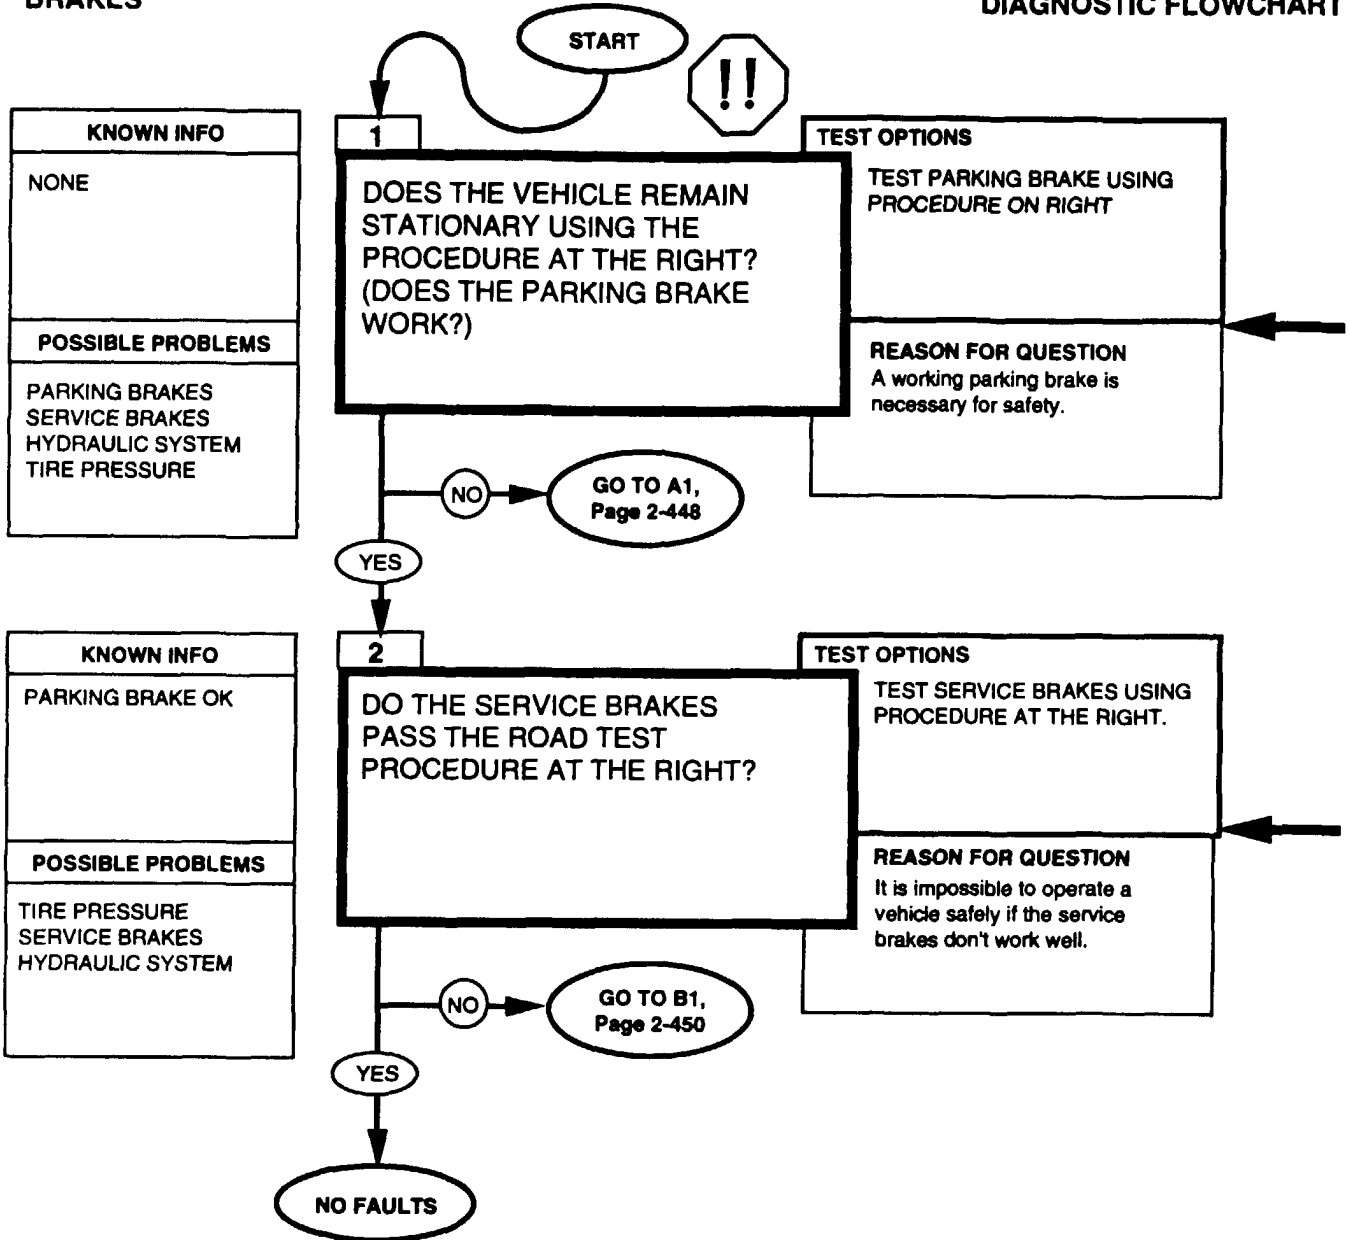 BRAKES
DIAGNOSTIC FLOWCHART
START
!!
KNOWN INFO
NONE
POSSIBLE PROBLEMS
PARKING BRAKES
SERVICE BRAKES
HYDRAULIC SYSTEM
TIRE PRESSURE
1
DOES THE VEHICLE REMAIN
STATIONARY USING THE
PROCEDURE AT THE RIGHT?
(DOES THE PARKING BRAKE
WORK?)
TEST OPTIONS
TEST PARKING BRAKE USING
PROCEDURE ON RIGHT
REASON FOR QUESTION
A working parking brake is
necessary for safety.
NO
GO TO A1,
Page 2-448
YES
KNOWN INFO
PARKING BRAKE OK
POSSIBLE PROBLEMS
TIRE PRESSURE
SERVICE BRAKES
HYDRAULIC SYSTEM
2
DO THE SERVICE BRAKES
PASS THE ROAD TEST
PROCEDURE AT THE RIGHT?
TEST OPTIONS
TEST SERVICE BRAKES USING
PROCEDURE AT THE RIGHT.
REASON FOR QUESTION
It is impossible to operate a
vehicle safely if the service
brakes don't work well.
NO
GO TO B1,
Page 2-450
YES
NO FAULTS